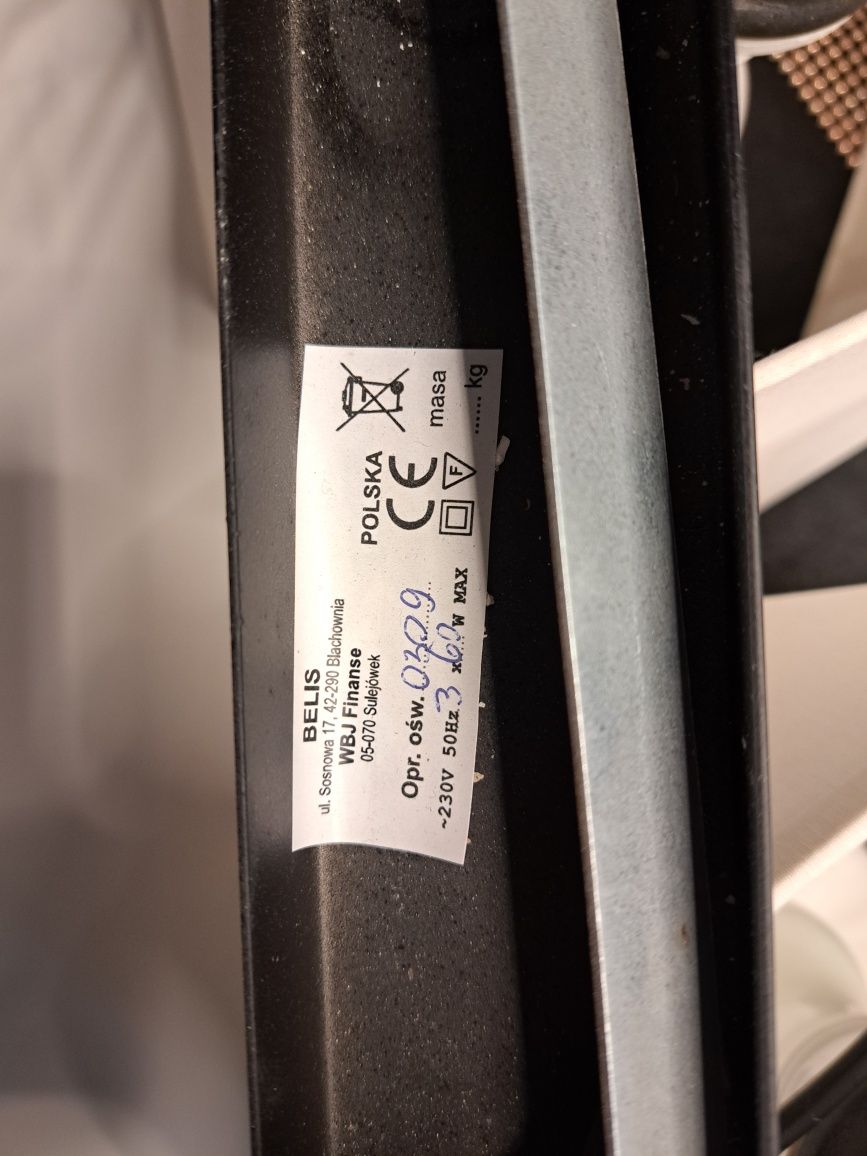 BELIS
ul. Sosnowa 17, 42-290 Blachownia
WBJ Finanse
05-070 Sulejówek
POLSKA
CE
Opr. ośw. 0309
~230V 50Hz 3 x 60 W MAX
F
masa
...... kg